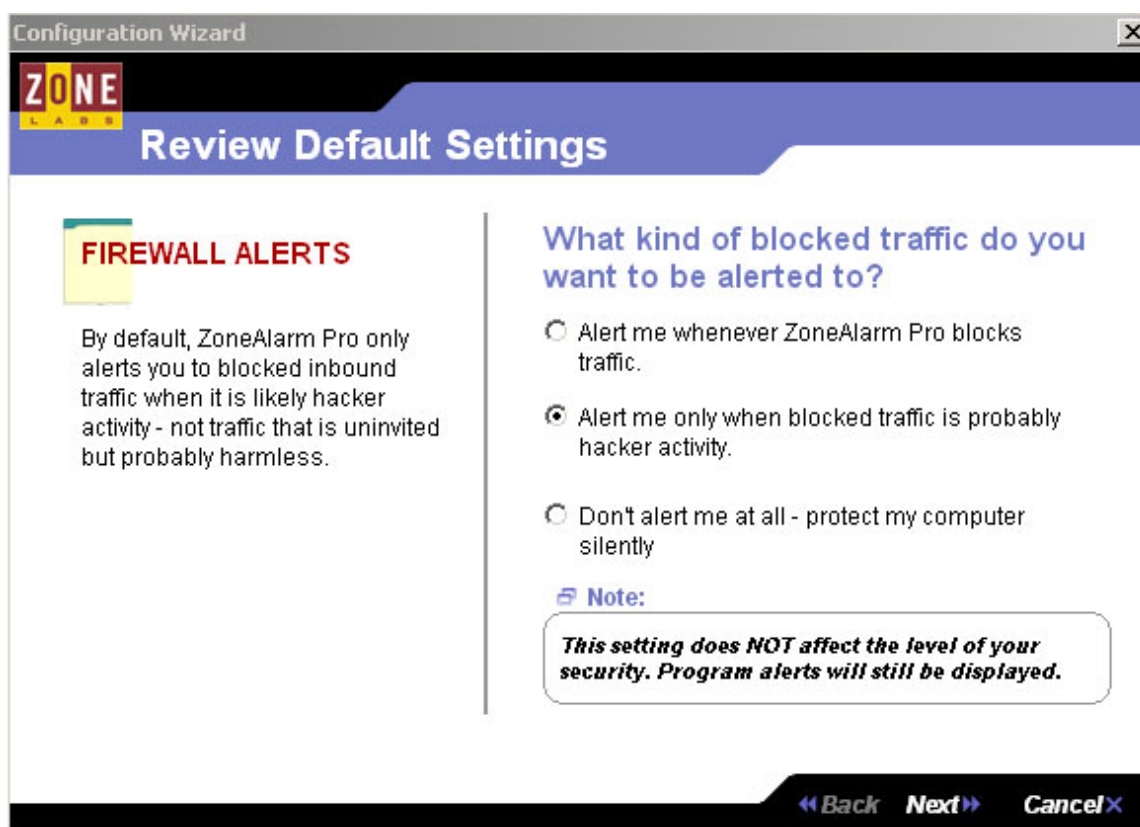 Configuration Wizard
ZONE
LABS
Review Default Settings
FIREWALL ALERTS
By default, ZoneAlarm Pro only
alerts you to blocked inbound
traffic when it is likely hacker
activity - not traffic that is uninvited
but probably harmless.
What kind of blocked traffic do you
want to be alerted to?
Alert me whenever ZoneAlarm Pro blocks
traffic.
Alert me only when blocked traffic is probably
hacker activity.
Don't alert me at all - protect my computer
silently
Note:
This setting does NOT affect the level of your
security. Program alerts will still be displayed.
Back Next Cancel